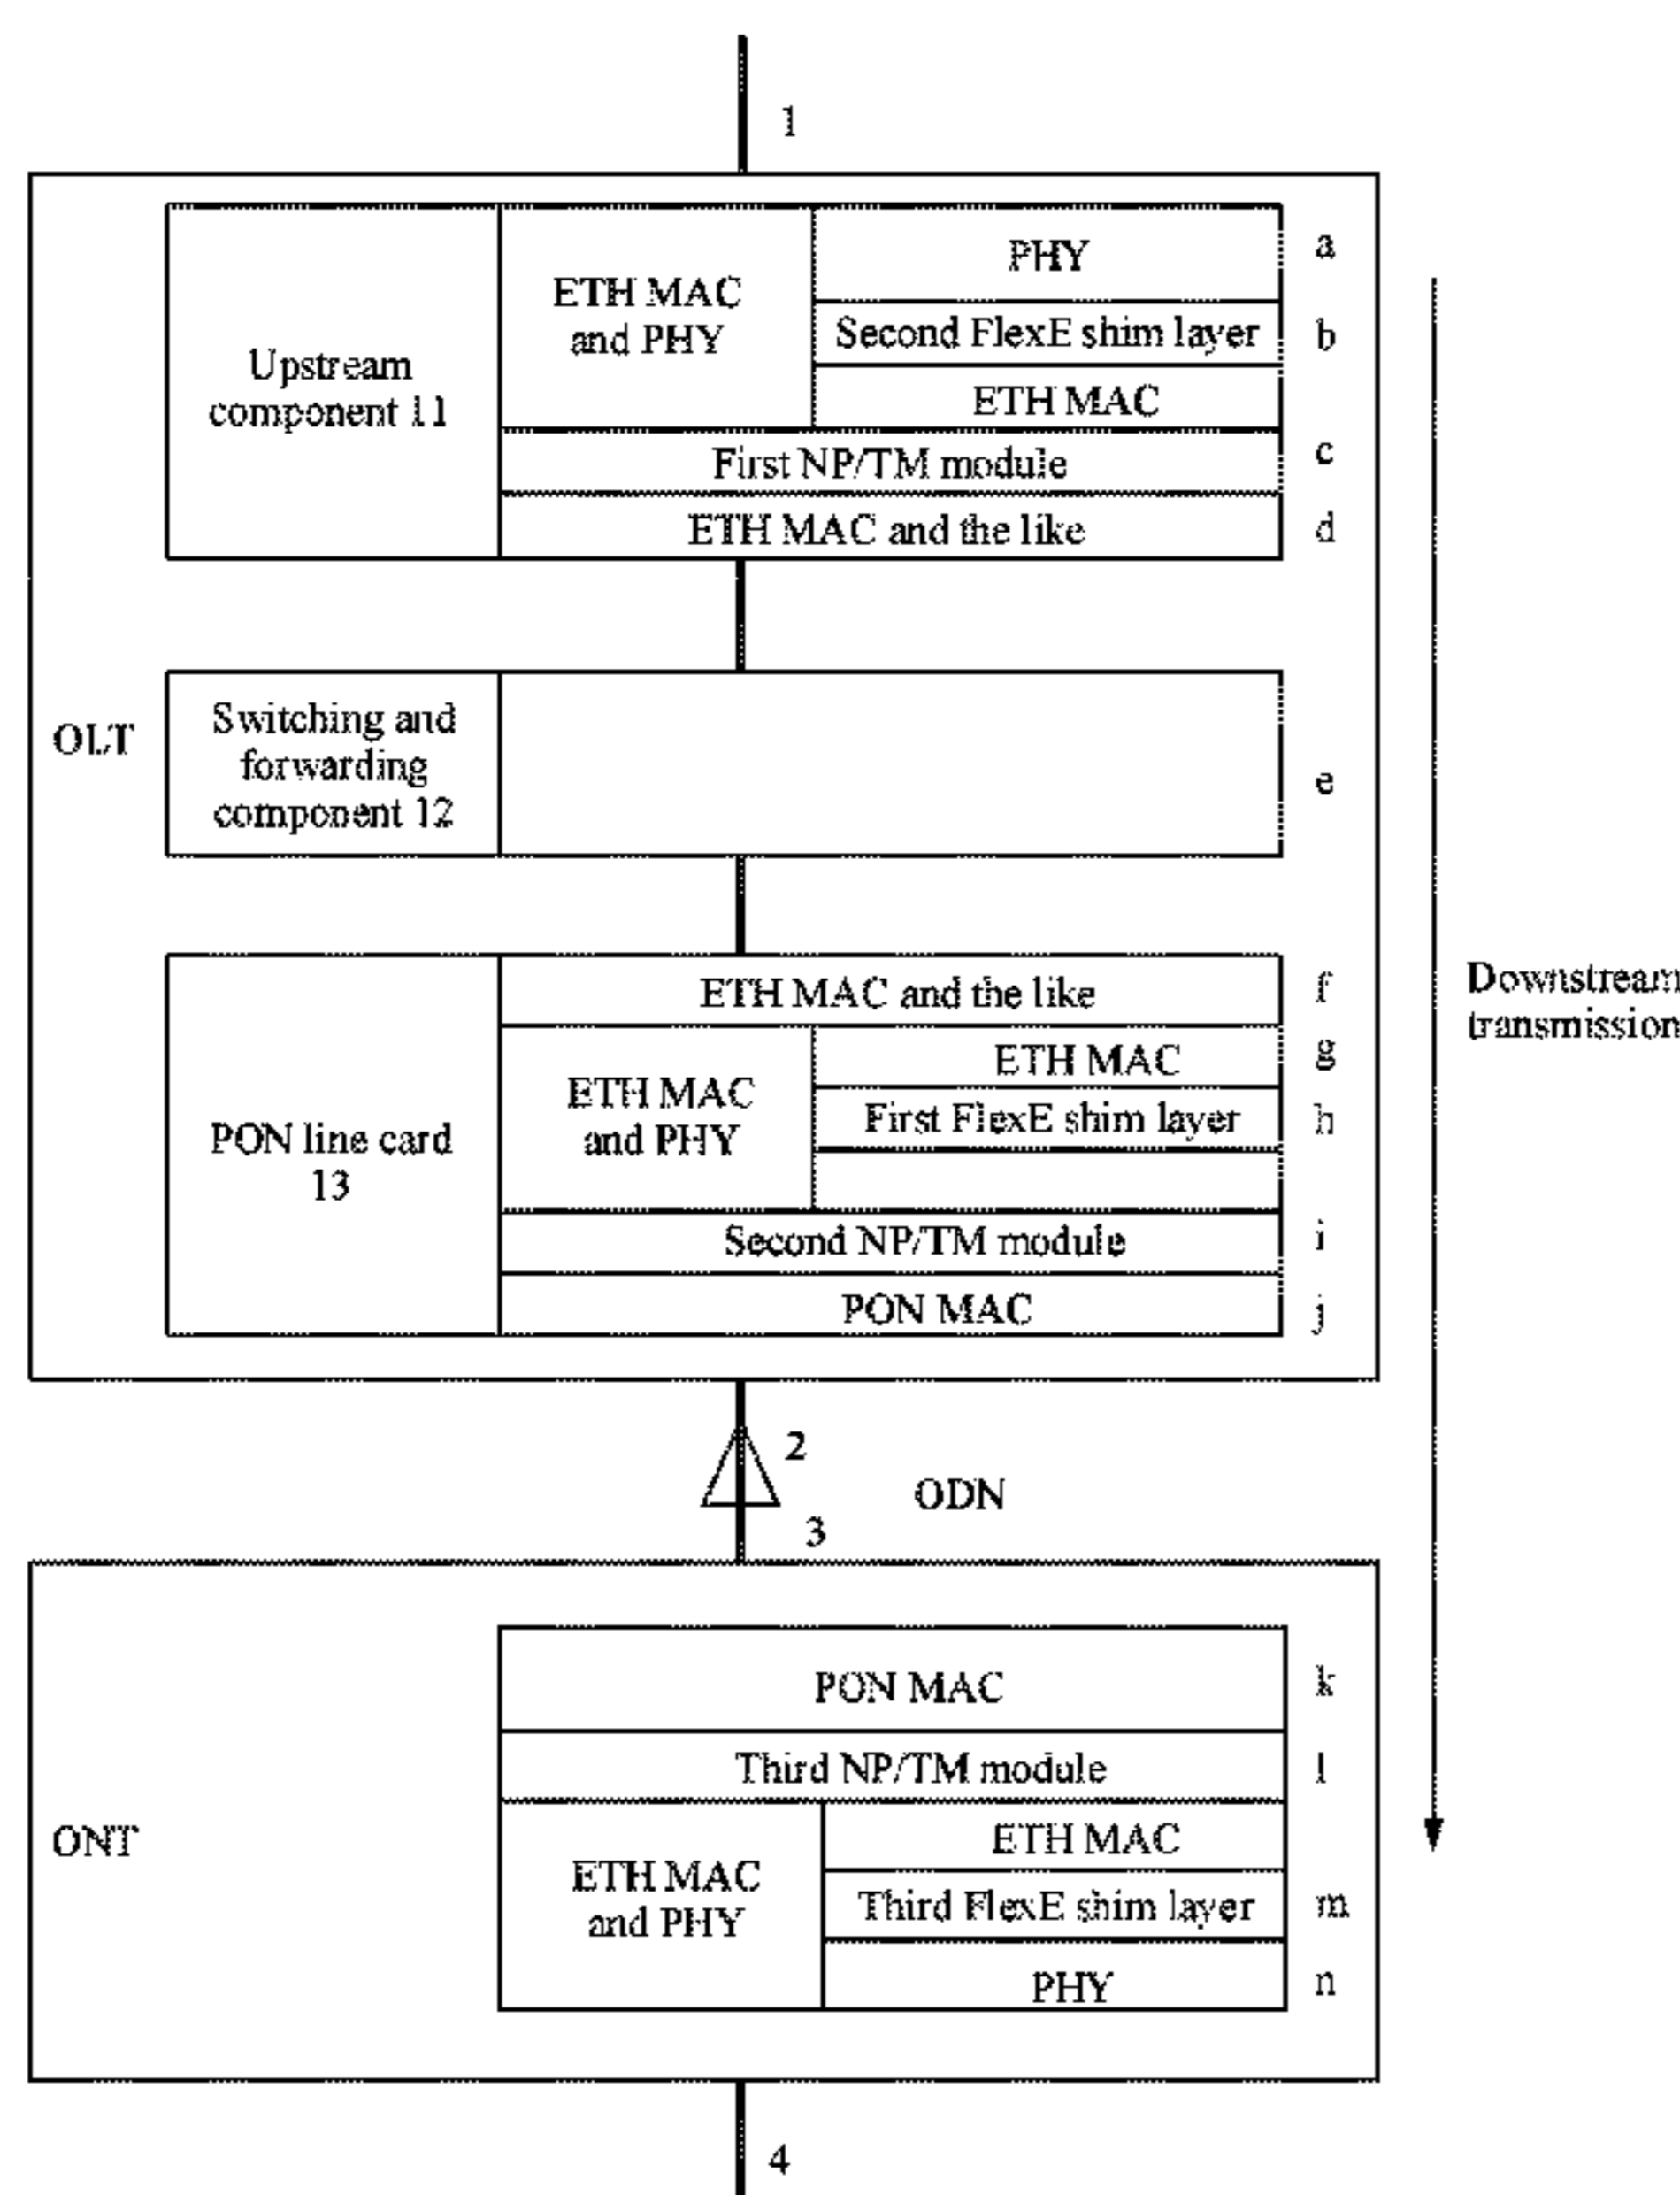 1
PHY
a
ETH MAC
and PHY
Second FlexE shim layer
b
Upstream
component 11
ETH MAC
First NP/TM module
c
ETH MAC and the like
d
OLT
Switching and
forwarding
component 12
e
ETH MAC and the like
f
Downstream
transmission
ETH MAC
g
ETH MAC
and PHY
First FlexE shim layer
h
PON line card
13
Second NP/TM module
i
PON MAC
j
2
ODN
3
PON MAC
k
Third NP/TM module
l
ONT
ETH MAC
ETH MAC
and PHY
Third FlexE shim layer
m
PHY
n
4